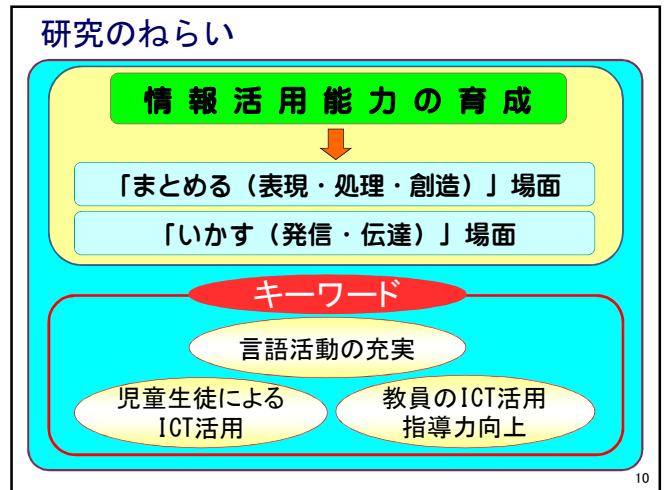 研究のねらい
情報活用能力の育成
「まとめる（表現・処理・創造）」場面
「いかす（発信・伝達）」場面
キーワード
言語活動の充実
児童生徒による
ICT活用
教員のICT活用
指導力向上
10